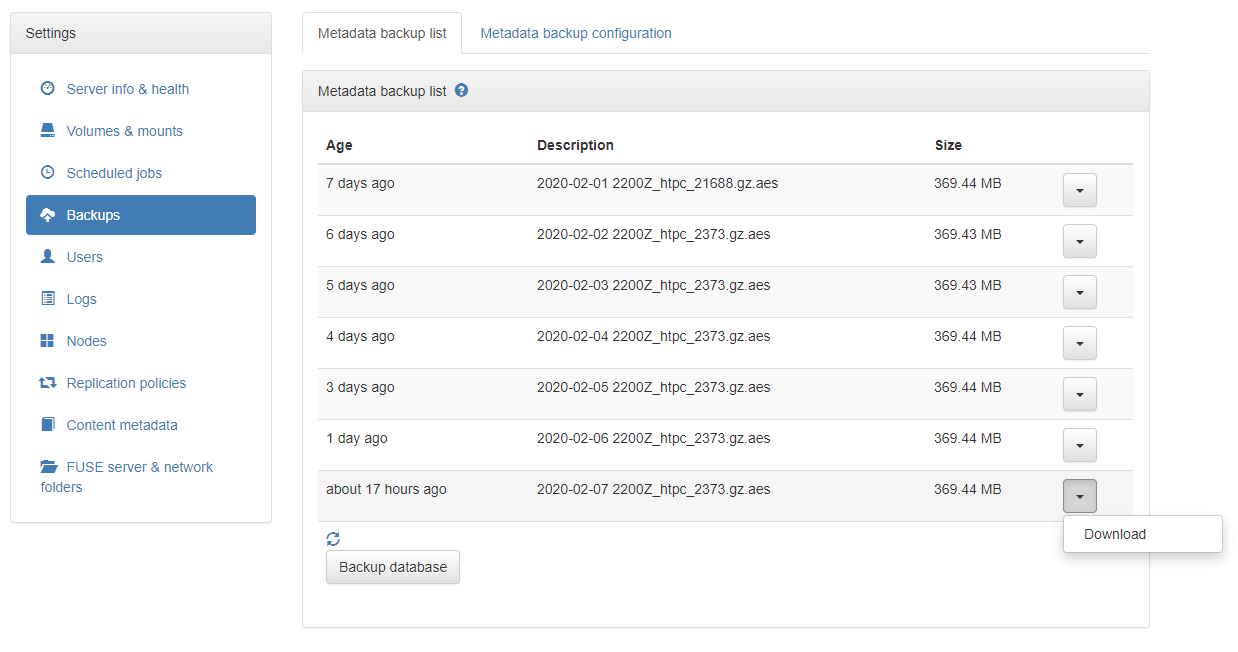 Settings
Server info & health
Volumes & mounts
Scheduled jobs
Backups
Users
Logs
Nodes
Replication policies
Content metadata
FUSE server & network
folders
Metadata backup list
Metadata backup configuration
Metadata backup list
Age Description Size
7 days ago 2020-02-01 2200Z_htpc_21688.gz.aes 369.44 MB
6 days ago 2020-02-02 2200Z_htpc_2373.gz.aes 369.43 MB
5 days ago 2020-02-03 2200Z_htpc_2373.gz.aes 369.43 MB
4 days ago 2020-02-04 2200Z_htpc_2373.gz.aes 369.44 MB
3 days ago 2020-02-05 2200Z_htpc_2373.gz.aes 369.44 MB
1 day ago 2020-02-06 2200Z_htpc_2373.gz.aes 369.44 MB
about 17 hours ago 2020-02-07 2200Z_htpc_2373.gz.aes 369.44 MB
Download
Backup database